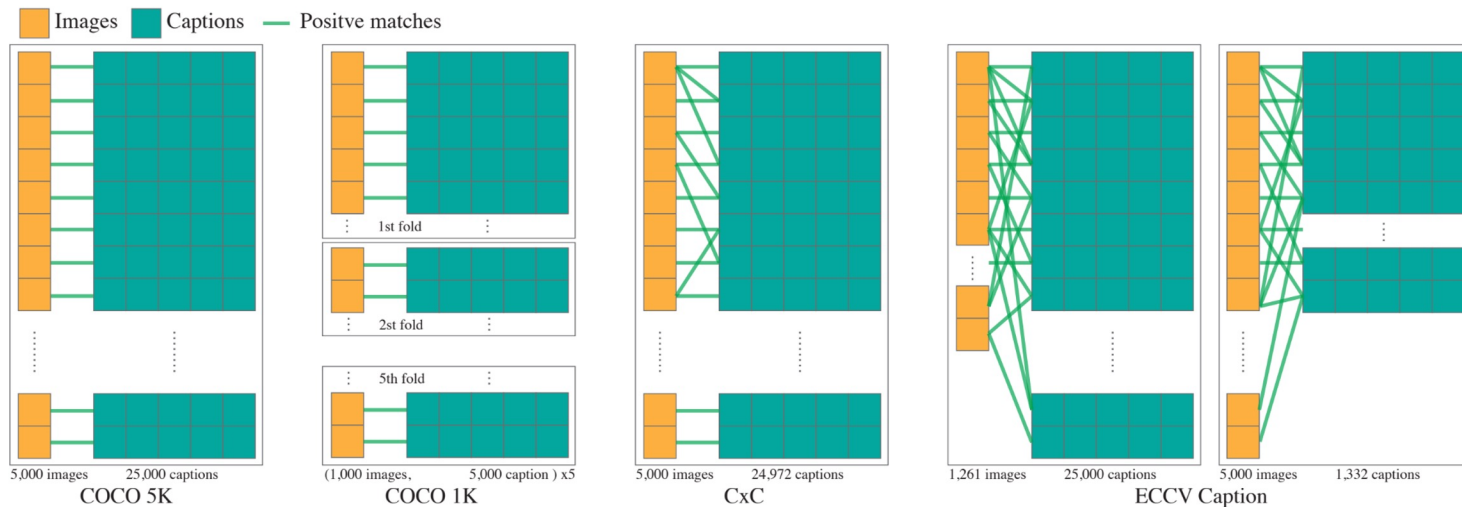 Images Captions Positve matches
1st fold
2st fold
5th fold
5,000 images 25,000 captions
COCO 5K
(1,000 images, 5,000 caption ) x5
COCO 1K
5,000 images 24,972 captions
CxC
1,261 images 25,000 captions
5,000 images 1,332 captions
ECCV Caption